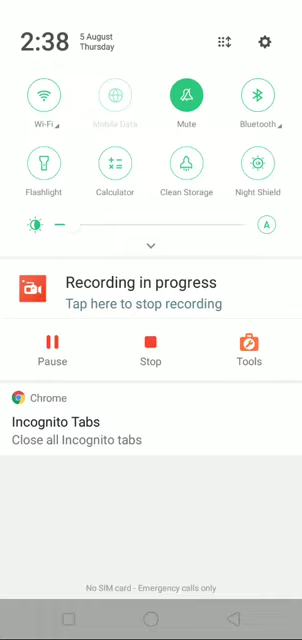 2:38
5 August
Thursday
Wi-Fi
Mobile Data
Mute
Bluetooth
Flashlight
Calculator
Clean Storage
Night Shield
A
Recording in progress
Tap here to stop recording
Pause
Stop
Tools
Chrome
Incognito Tabs
Close all Incognito tabs
No SIM card - Emergency calls only